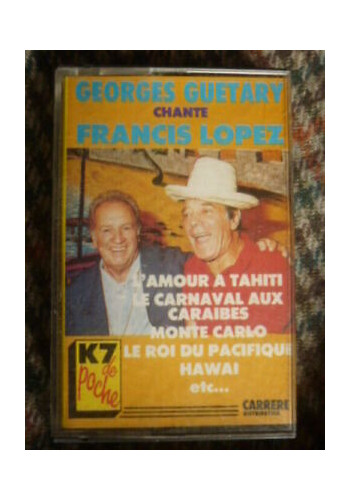 GEORGES GUETARY
CHANTE
FRANCIS LOPEZ
L'AMOUR A TAHITI
LE CARNAVAL AUX
CARAIBES
MONTE CARLO
LE ROI DU PACIFIQUE
HAWAI
etc...
K7
de
poche
CARRERE
DISTRIBUTION